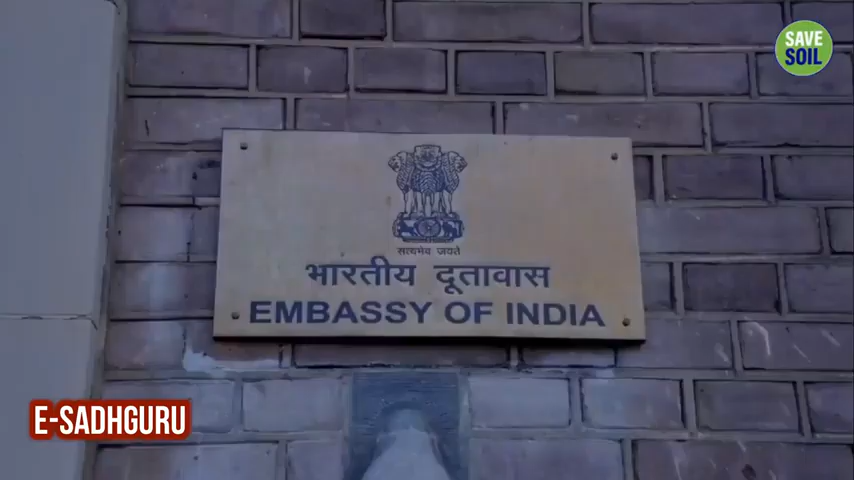 SAVE
SOIL
सत्यमेव जयते
भारतीय दूतावास
EMBASSY OF INDIA
E-SADHGURU